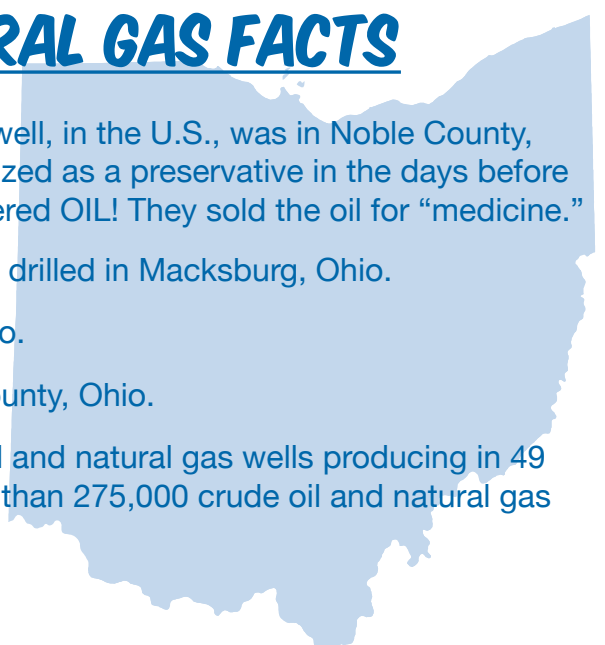 RAL GAS FACTS
well, in the U.S., was in Noble County,
zed as a preservative in the days before
ered OIL! They sold the oil for “medicine.”
drilled in Macksburg, Ohio.
o.
unty, Ohio.
l and natural gas wells producing in 49
than 275,000 crude oil and natural gas